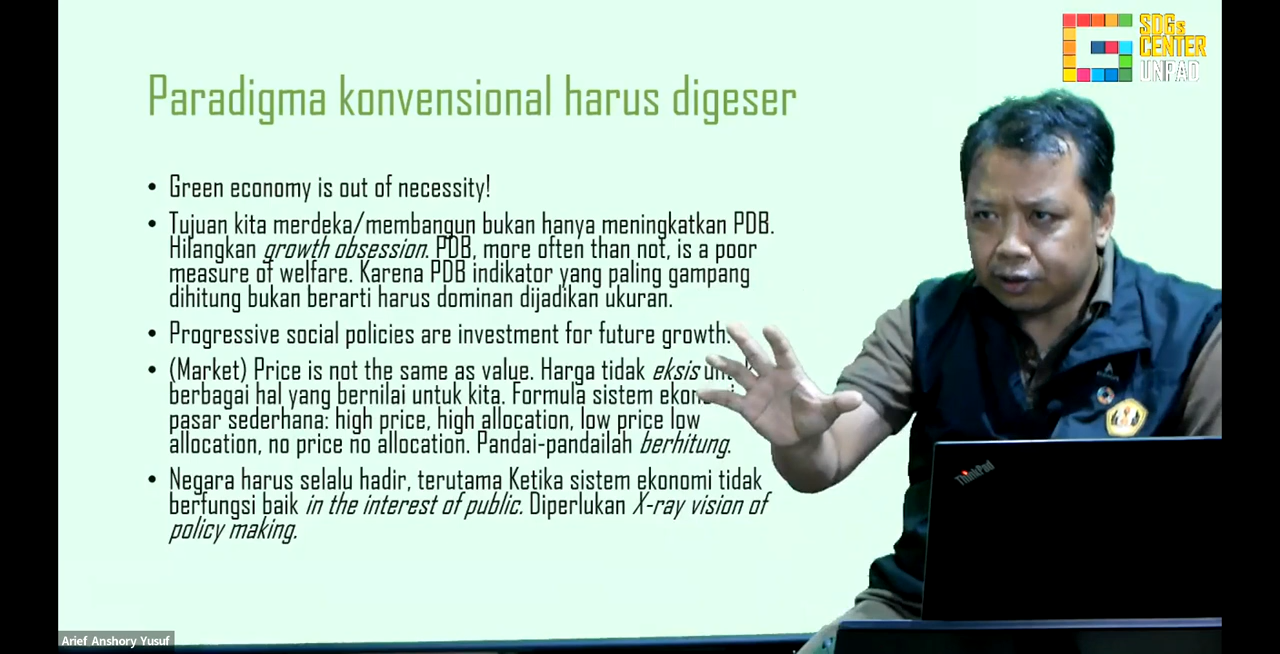 SDGs
CENTER
UNPAD
Paradigma konvensional harus digeser
• Green economy is out of necessity!
• Tujuan kita merdeka/membangun bukan hanya meningkatkan PDB.
Hilangkan growth obsession. PDB, more often than not, is a poor
measure of welfare. Karena PDB indikator yang paling gampang
dihitung bukan berarti harus dominan dijadikan ukuran.
• Progressive social policies are investment for future growth.
• (Market) Price is not the same as value. Harga tidak eksis
berbagai hal yang bernilai untuk kita. Formula sistem
pasar sederhana: high price, high allocation, low price low
allocation, no price no allocation. Pandai-pandailah berhitung.
• Negara harus selalu hadir, terutama Ketika sistem ekonomi tidak
berfungsi baik in the interest of public. Diperlukan X-ray vision of
policy making.
ThinkPad
Arief Anshory Yusuf